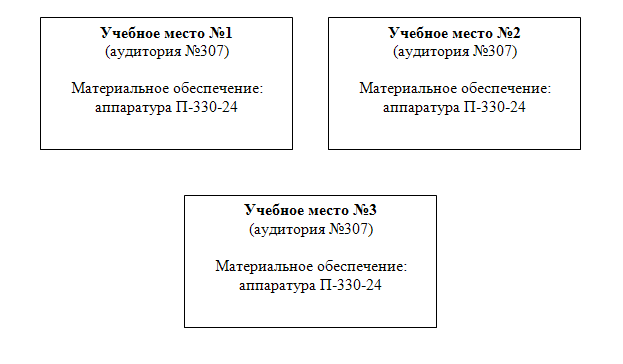 Учебное место №1
(аудитория №307)
Материальное обеспечение:
аппаратура П-330-24
Учебное место №2
(аудитория №307)
Материальное обеспечение:
аппаратура П-330-24
Учебное место №3
(аудитория №307)
Материальное обеспечение:
аппаратура П-330-24